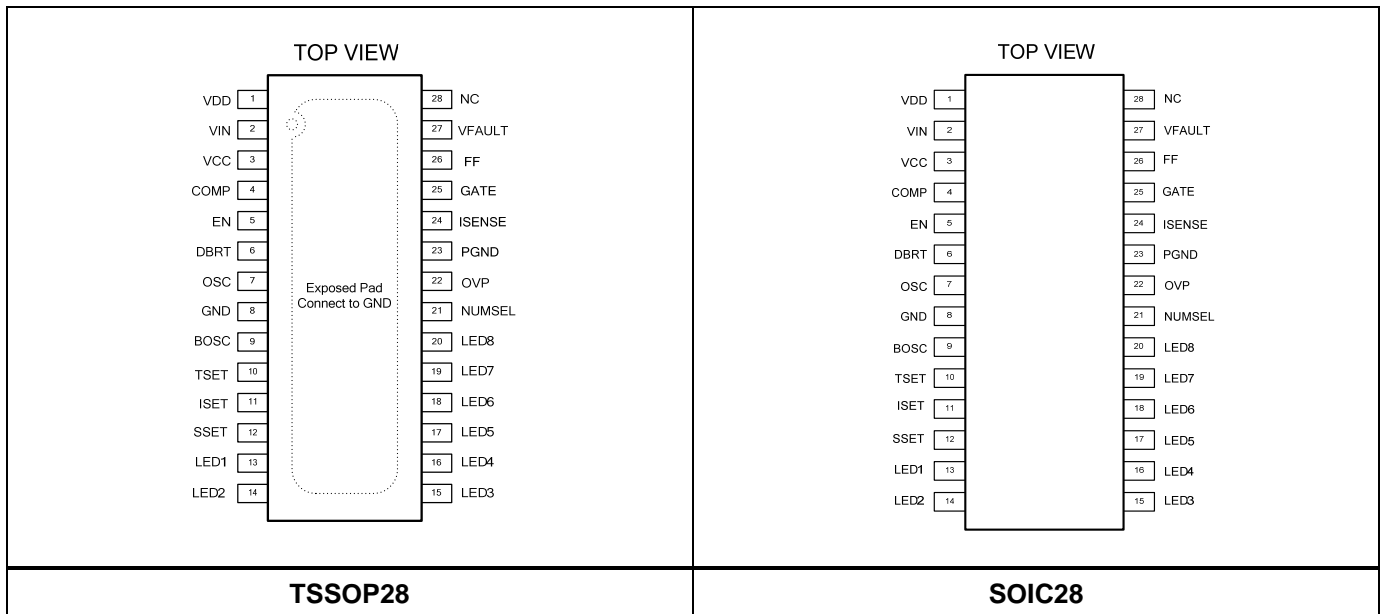 TOP VIEW
VDD 1 28 NC
VIN 2 27 VFAULT
VCC 3 26 FF
COMP 4 25 GATE
EN 5 24 ISENSE
DBRT 6 23 PGND
OSC 7 22 OVP
Exposed Pad
Connect to GND
GND 8 21 NUMSEL
BOSC 9 20 LED8
TSET 10 19 LED7
ISET 11 18 LED6
SSET 12 17 LED5
LED1 13 16 LED4
LED2 14 15 LED3
TSSOP28
TOP VIEW
VDD 1 28 NC
VIN 2 27 VFAULT
VCC 3 26 FF
COMP 4 25 GATE
EN 5 24 ISENSE
DBRT 6 23 PGND
OSC 7 22 OVP
GND 8 21 NUMSEL
BOSC 9 20 LED8
TSET 10 19 LED7
ISET 11 18 LED6
SSET 12 17 LED5
LED1 13 16 LED4
LED2 14 15 LED3
SOIC28